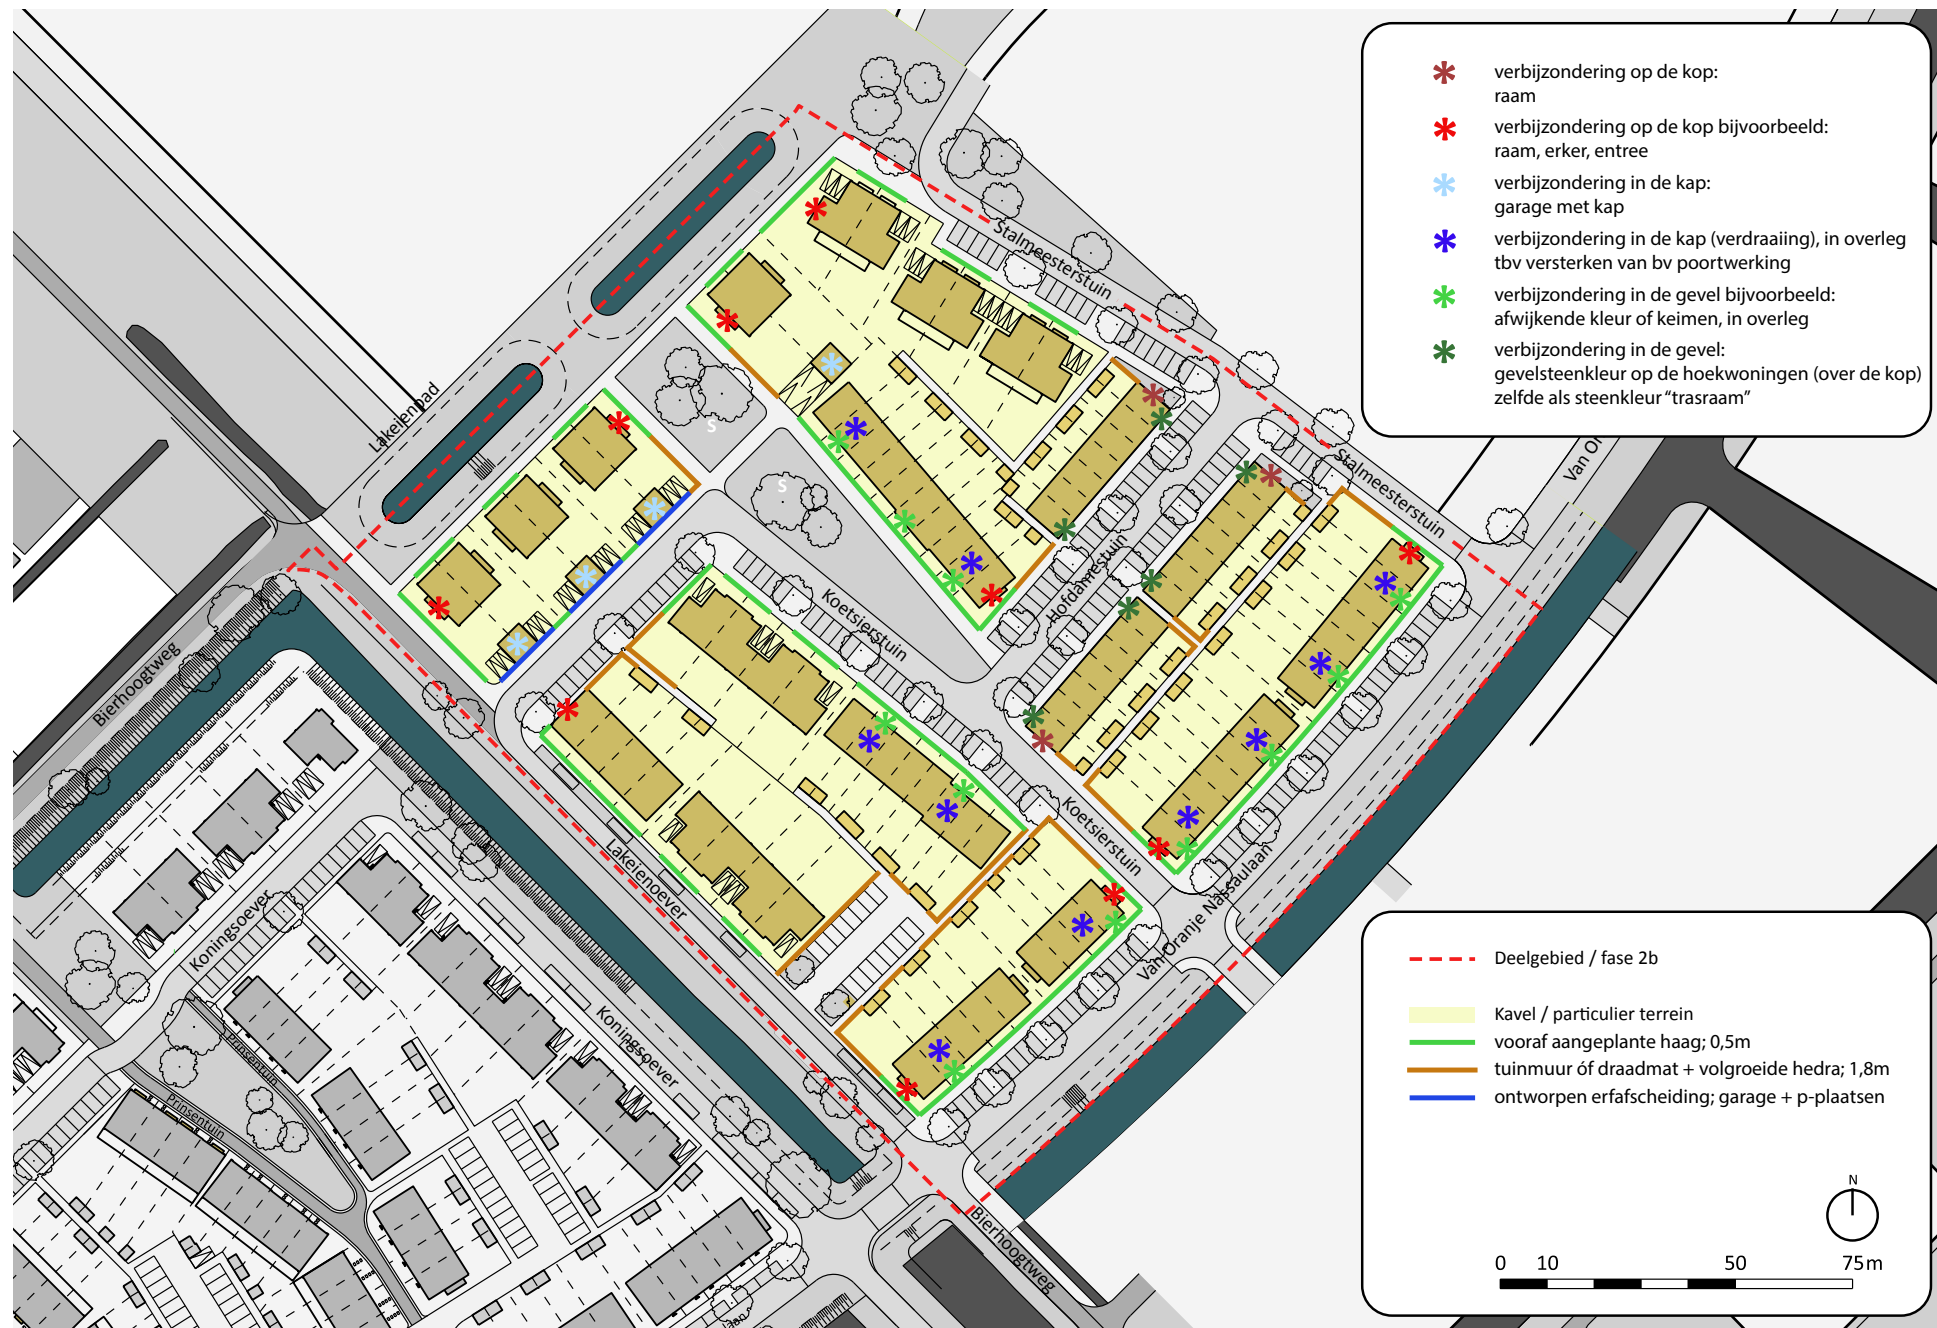 verbijzondering op de kop:
raam
verbijzondering op de kop bijvoorbeeld:
raam, erker, entree
verbijzondering in de kap:
garage met kap
verbijzondering in de kap (verdraaiing), in overleg
tbv versterken van bv poortwerking
verbijzondering in de gevel bijvoorbeeld:
afwijkende kleur of keimen, in overleg
verbijzondering in de gevel:
gevelsteenkleur op de hoekwoningen (over de kop)
zelfde als steenkleur “trasraam”
Stalmeesterstuin
Lakeienpad
S
S
Van Or
Stalmeesterstuin
Hofdamestuin
Koetsierstuin
Bierhoogtweg
Koetsierstuin
Lakeienoever
Van Oranje Nassaulaan
Koningsoever
Koningsoever
Prinsentuin
Prinsentuin
Bierhoogtweg
laan
Deelgebied / fase 2b
Kavel / particulier terrein
vooraf aangeplante haag; 0,5m
tuinmuur óf draadmat + volgroeide hedra; 1,8m
ontworpen erfafscheiding; garage + p-plaatsen
N
0 10 50 75m